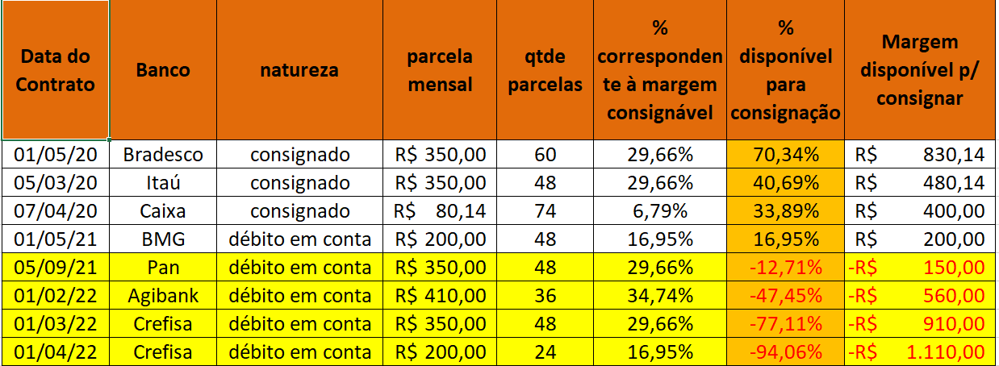 Data do Contrato Banco natureza parcela mensal qtde parcelas % corresponden te à margem consignável % disponível para consignação Margem disponível p/ consignar
01/05/20 Bradesco consignado R$ 350,00 60 29,66% 70,34% R$ 830,14
05/03/20 Itaú consignado R$ 350,00 48 29,66% 40,69% R$ 480,14
07/04/20 Caixa consignado R$ 80,14 74 6,79% 33,89% R$ 400,00
01/05/21 BMG débito em conta R$ 200,00 48 16,95% 16,95% R$ 200,00
05/09/21 Pan débito em conta R$ 350,00 48 29,66% -12,71% -R$ 150,00
01/02/22 Agibank débito em conta R$ 410,00 36 34,74% -47,45% -R$ 560,00
01/03/22 Crefisa débito em conta R$ 350,00 48 29,66% -77,11% -R$ 910,00
01/04/22 Crefisa débito em conta R$ 200,00 24 16,95% -94,06% -R$ 1.110,00